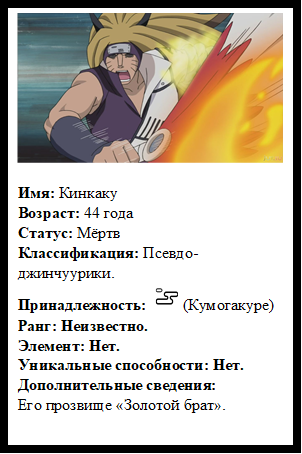 Имя: Кинкаку
Возраст: 44 года
Статус: Мёртв
Классификация: Псевдо-
джинчуурики.
Принадлежность: (Кумогакуре)
Ранг: Неизвестно.
Элемент: Нет.
Уникальные способности: Нет.
Дополнительные сведения:
Его прозвище «Золотой брат».